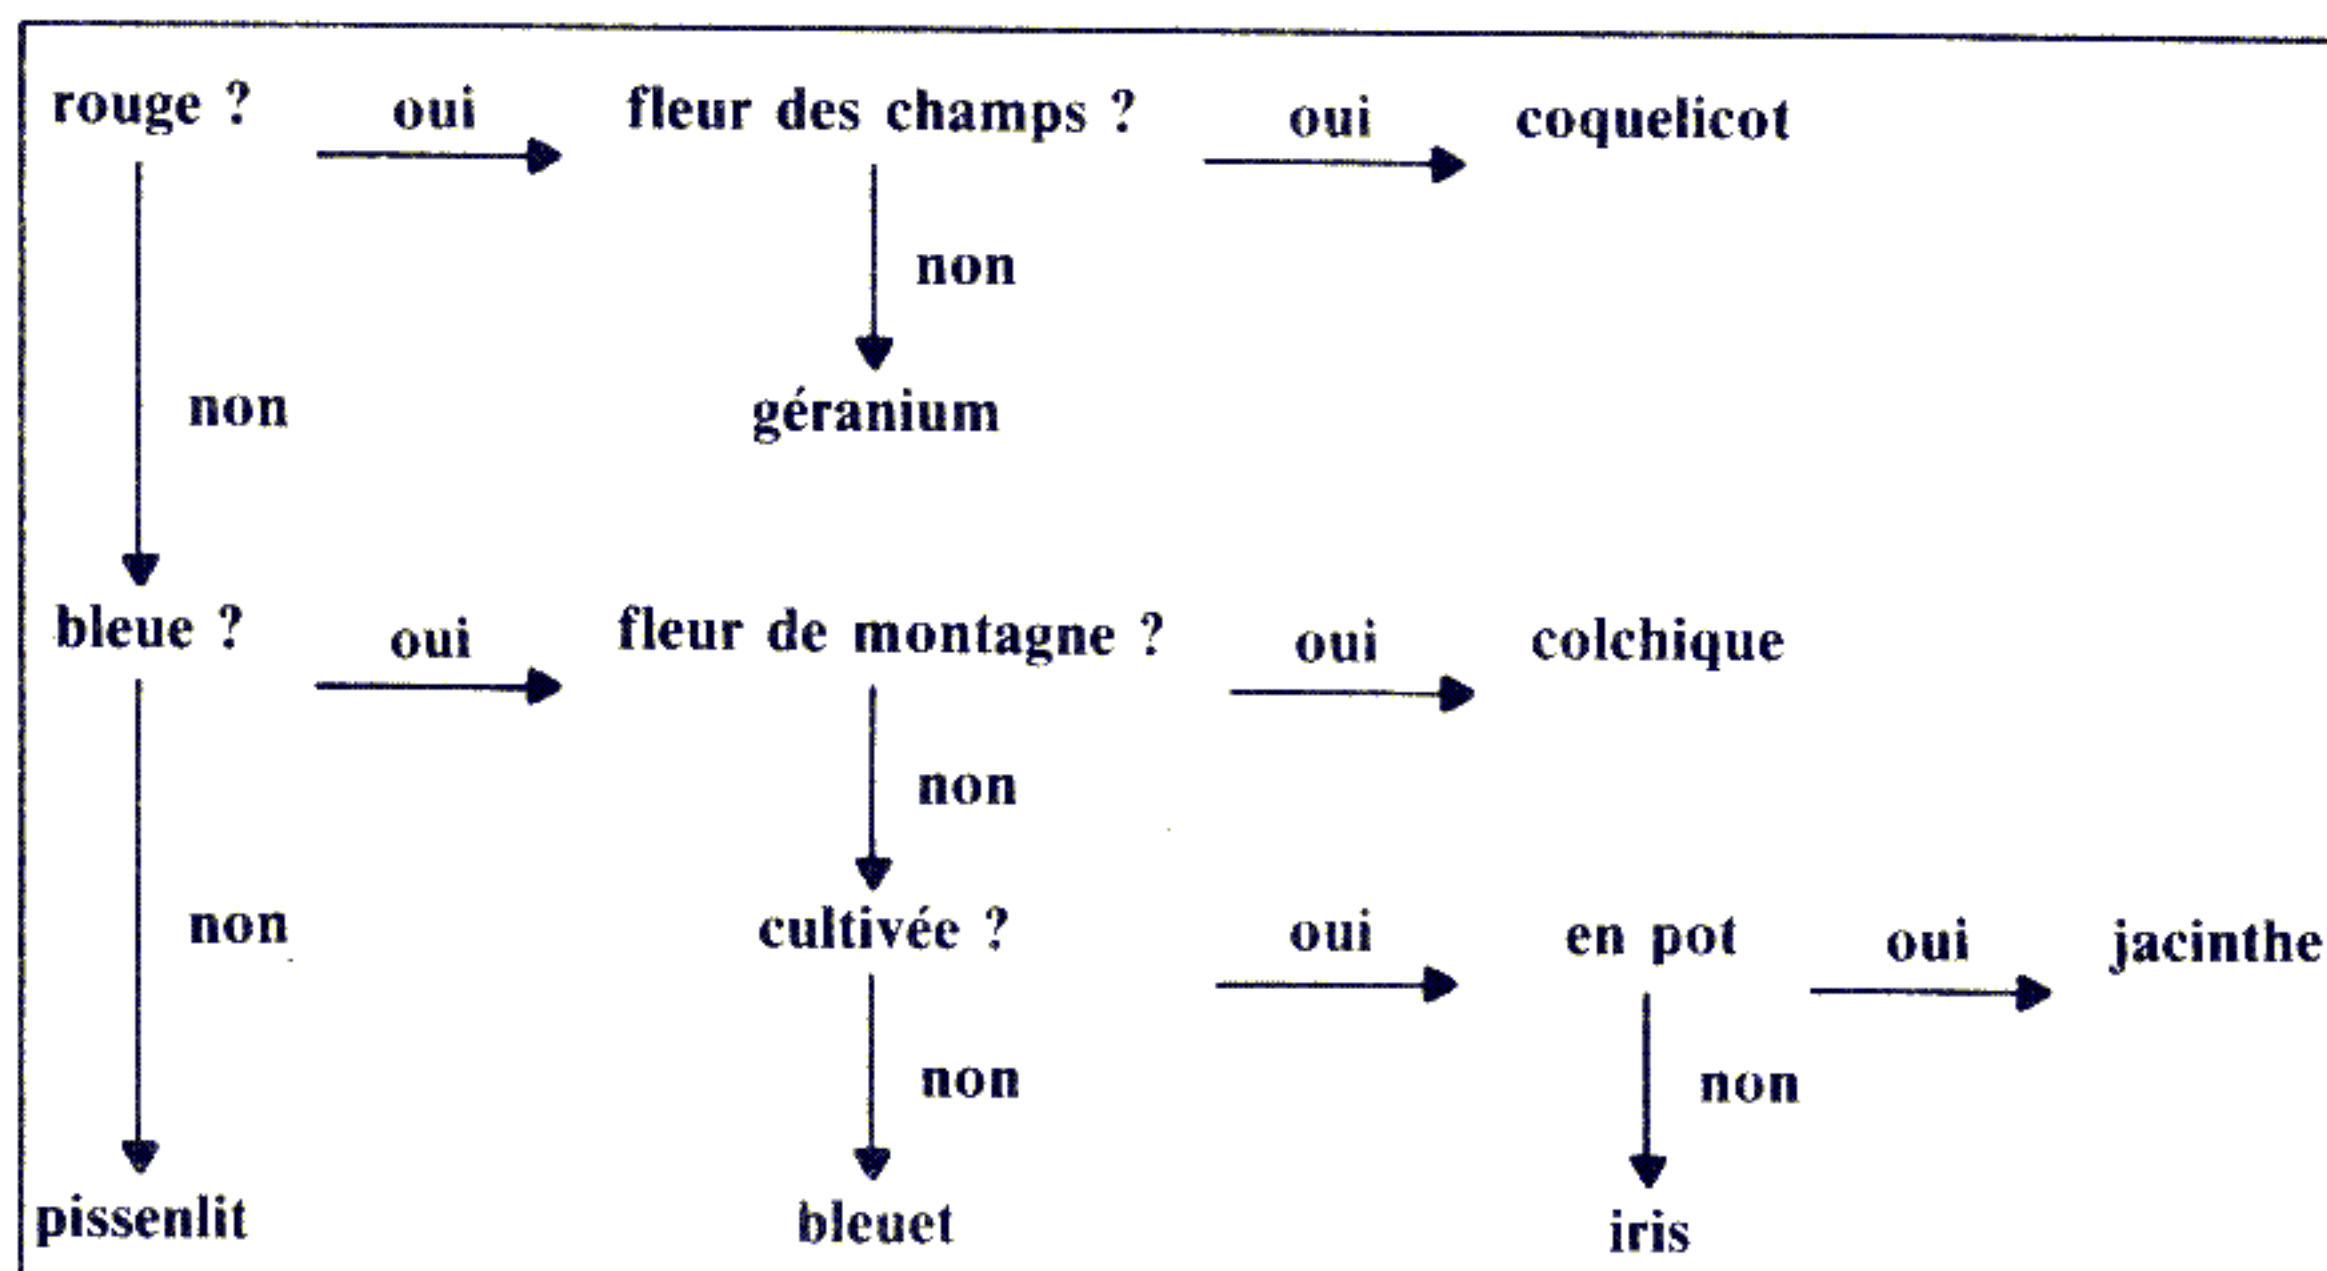 rouge ? oui fleur des champs ? oui coquelicot
non
non géranium
bleue ? oui fleur de montagne ? oui colchique
non
non cultivée ? oui en pot oui jacinthe
non non
pissenlit bleuet iris